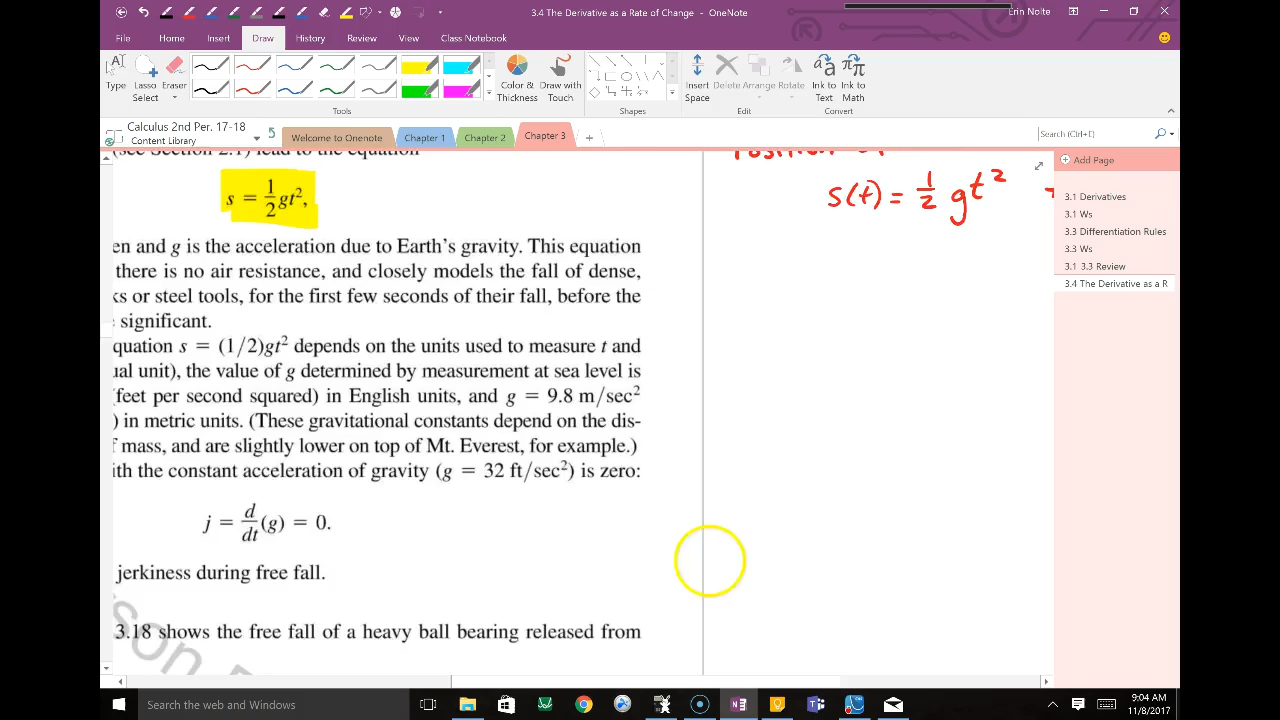 3.4 The Derivative as a Rate of Change - OneNote
Erin Nolte
File Home Insert Draw History Review View Class Notebook
Type
Lasso Select
Eraser
Color & Thickness
Draw with Touch
Insert Space
Delete
Arrange
Rotate
Ink to Text
Ink to Math
Tools
Shapes
Edit
Convert
Calculus 2nd Per. 17-18
Content Library
Welcome to Onenote
Chapter 1
Chapter 2
Chapter 3
Search (Ctrl+E)
Add Page
3.1 Derivatives
3.1 Ws
3.3 Differentiation Rules
3.3 Ws
3.1 3.3 Review
3.4 The Derivative as a R
(see Section 2.1) lead to the equation
s = 1/2 gt²,
en and g is the acceleration due to Earth's gravity. This equation
there is no air resistance, and closely models the fall of dense,
ks or steel tools, for the first few seconds of their fall, before the
significant.
quation s = (1/2)gt² depends on the units used to measure t and
ual unit), the value of g determined by measurement at sea level is
(feet per second squared) in English units, and g = 9.8 m/sec²
) in metric units. (These gravitational constants depend on the dis-
f mass, and are slightly lower on top of Mt. Everest, for example.)
ith the constant acceleration of gravity (g = 32 ft/sec²) is zero:
j = d/dt (g) = 0.
jerkiness during free fall.
3.18 shows the free fall of a heavy ball bearing released from
s(t) = 1/2 gt²
Search the web and Windows
9:04 AM
11/8/2017